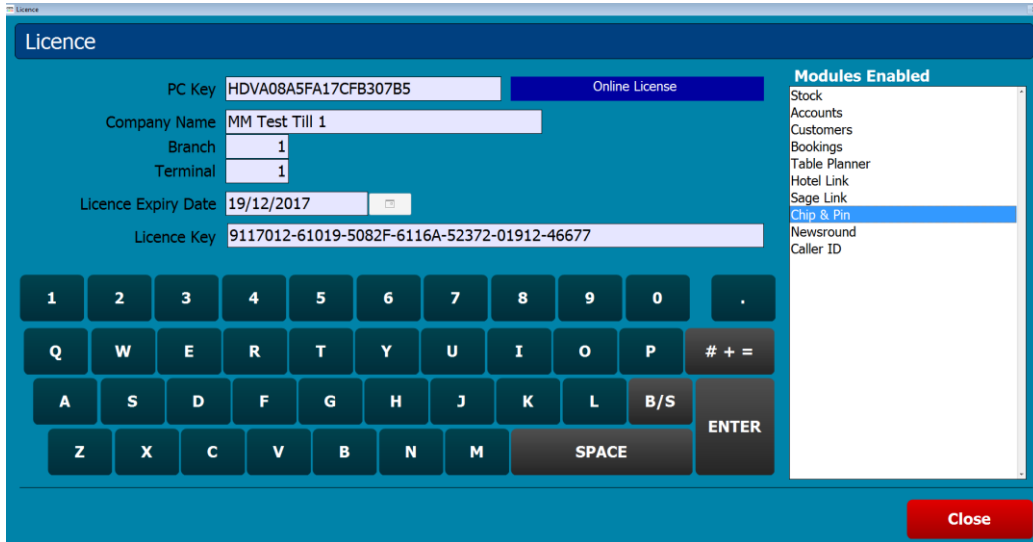 Licence
Licence
PC Key HDVA08A5FA17CFB307B5 Online License
Company Name MM Test Till 1
Branch 1
Terminal 1
Licence Expiry Date 19/12/2017
Licence Key 9117012-61019-5082F-6116A-52372-01912-46677
Modules Enabled
Stock
Accounts
Customers
Bookings
Table Planner
Hotel Link
Sage Link
Chip & Pin
Newsround
Caller ID
1 2 3 4 5 6 7 8 9 0 .
Q W E R T Y U I O P # + =
A S D F G H J K L B/S
ENTER
Z X C V B N M SPACE
Close